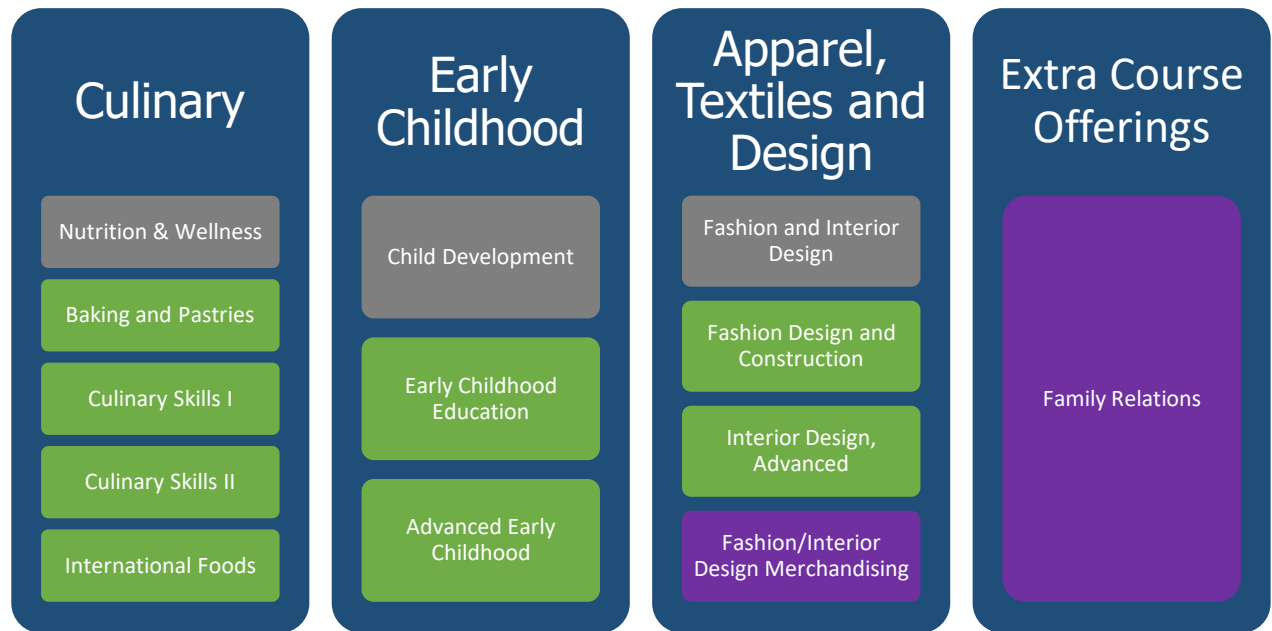 Culinary
Nutrition & Wellness
Baking and Pastries
Culinary Skills I
Culinary Skills II
International Foods
Early
Childhood
Child Development
Early Childhood
Education
Advanced Early
Childhood
Apparel,
Textiles and
Design
Fashion and Interior
Design
Fashion Design and
Construction
Interior Design,
Advanced
Fashion/Interior
Design Merchandising
Extra Course
Offerings
Family Relations